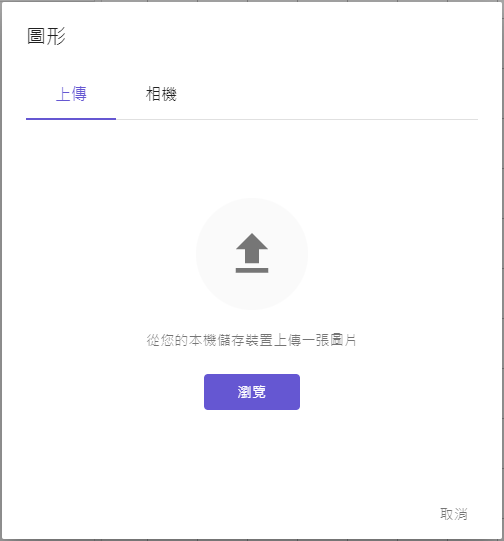 圖形
上傳
相機
從您的本機儲存裝置上傳一張圖片
瀏覽
取消